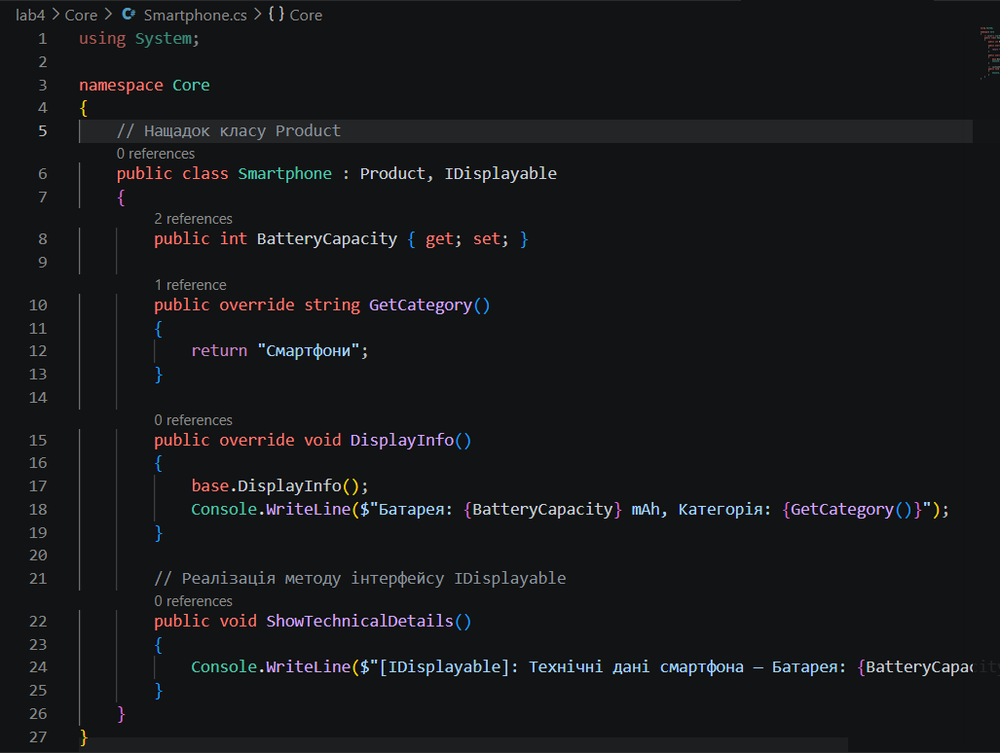 lab4 > Core > C# Smartphone.cs > {} Core
1 using System;
2
3 namespace Core
4 {
5 // Нащадок класу Product
0 references
6 public class Smartphone : Product, IDisplayable
7 {
2 references
8 public int BatteryCapacity { get; set; }
9
1 reference
10 public override string GetCategory()
11 {
12 return "Смартфони";
13 }
14
0 references
15 public override void DisplayInfo()
16 {
17 base.DisplayInfo();
18 Console.WriteLine($"Батарея: {BatteryCapacity} mAh, Категорія: {GetCategory()}");
19 }
20
21 // Реалізація методу інтерфейсу IDisplayable
0 references
22 public void ShowTechnicalDetails()
23 {
24 Console.WriteLine($"[IDisplayable]: Технічні дані смартфона — Батарея: {BatteryCapacity
25 }
26 }
27 }